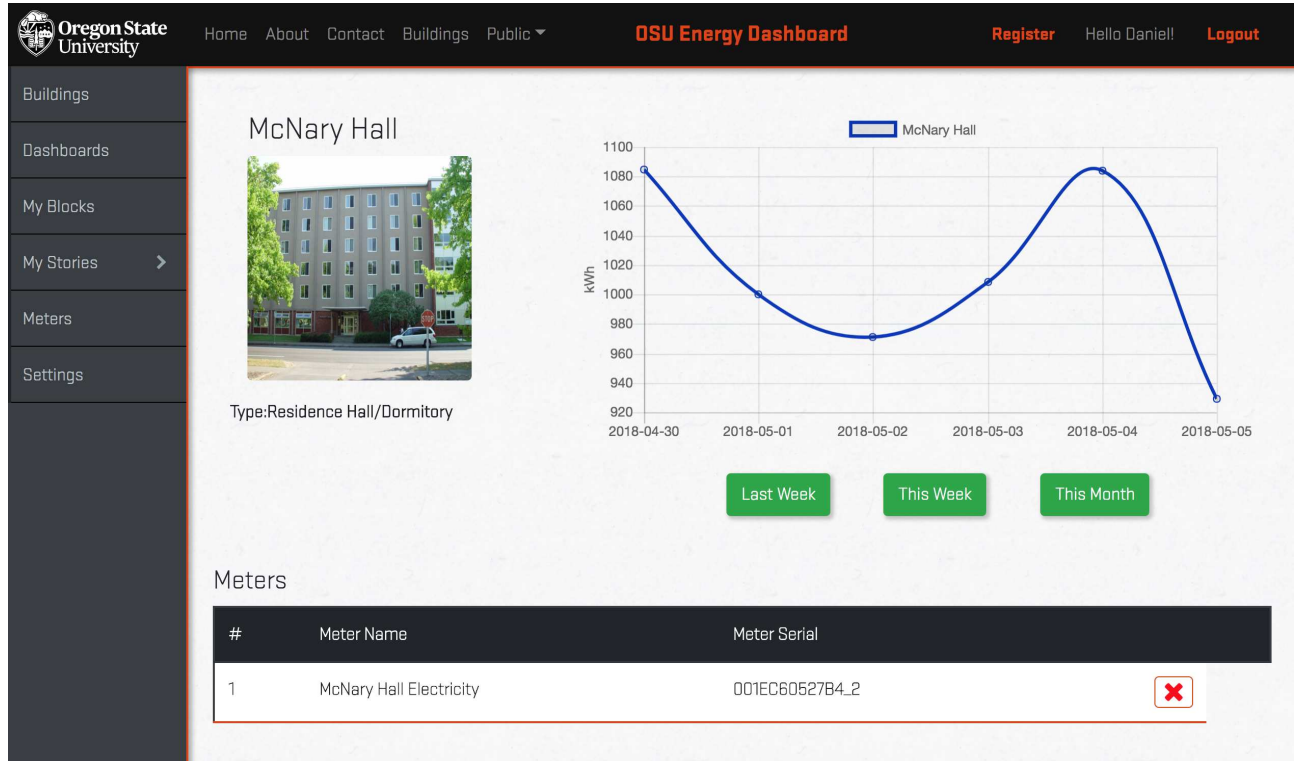 Oregon State
University
Home About Contact Buildings Public
OSU Energy Dashboard
Register Hello Daniel! Logout
Buildings
Dashboards
My Blocks
My Stories
Meters
Settings
McNary Hall
STOP
Type:Residence Hall/Dormitory
McNary Hall
1100
1080
1060
1040
1020
1000
980
960
940
920
kWh
2018-04-30 2018-05-01 2018-05-02 2018-05-03 2018-05-04 2018-05-05
Last Week This Week This Month
Meters
# Meter Name Meter Serial
1 McNary Hall Electricity 001EC60527B4_2